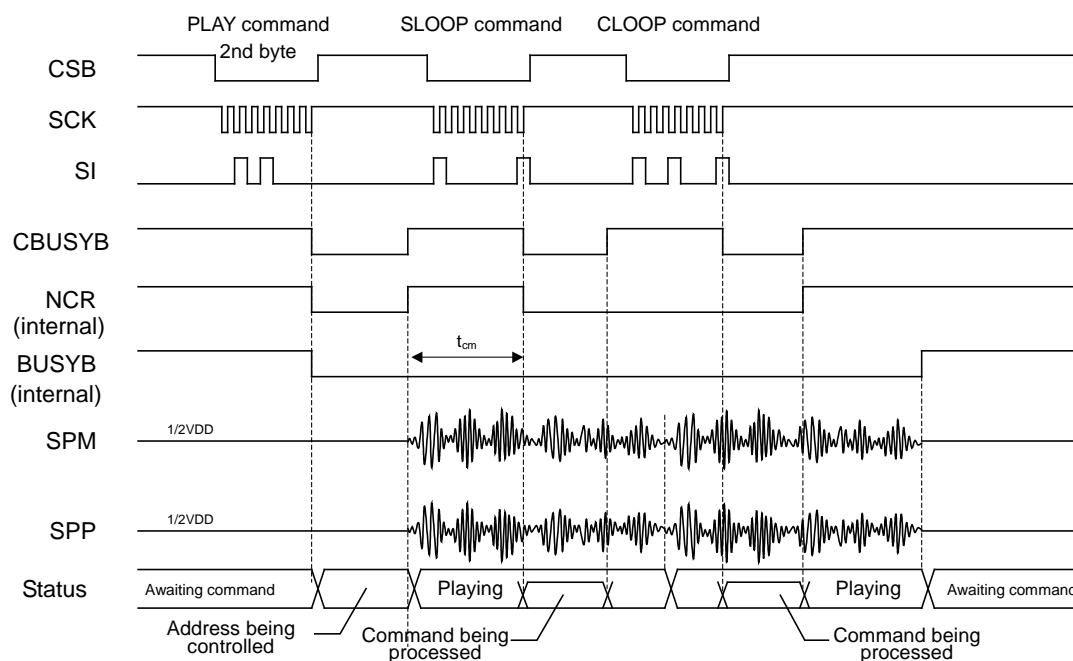 PLAY command
2nd byte
SLOOP command
CLOOP command
CSB
SCK
SI
CBUSYB
NCR
(internal)
tcm
BUSYB
(internal)
SPM
1/2VDD
SPP
1/2VDD
Status
Awaiting command
Playing
Playing
Awaiting command
Address being
controlled
Command being
processed
Command being
processed